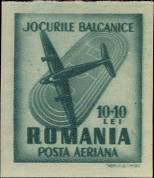 JOCURILE BALCANICE
10+10
LEI
ROMANIA
POSTA AERIANA